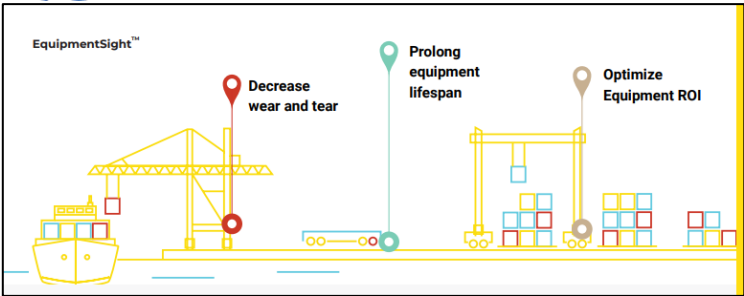 EquipmentSight™
Decrease
wear and tear
Prolong
equipment
lifespan
Optimize
Equipment ROI